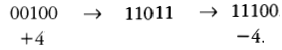 00100 → 11011 → 11100
+4 −4.